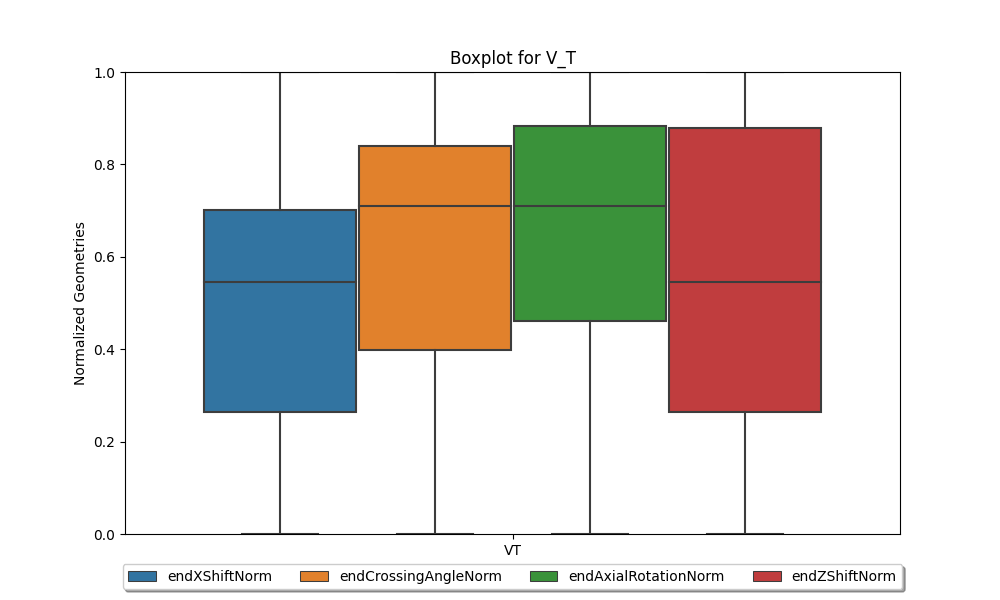 Boxplot for V_T
Normalized Geometries
1.0
0.8
0.6
0.4
0.2
0.0
VT
endXShiftNorm endCrossingAngleNorm endAxialRotationNorm endZShiftNorm